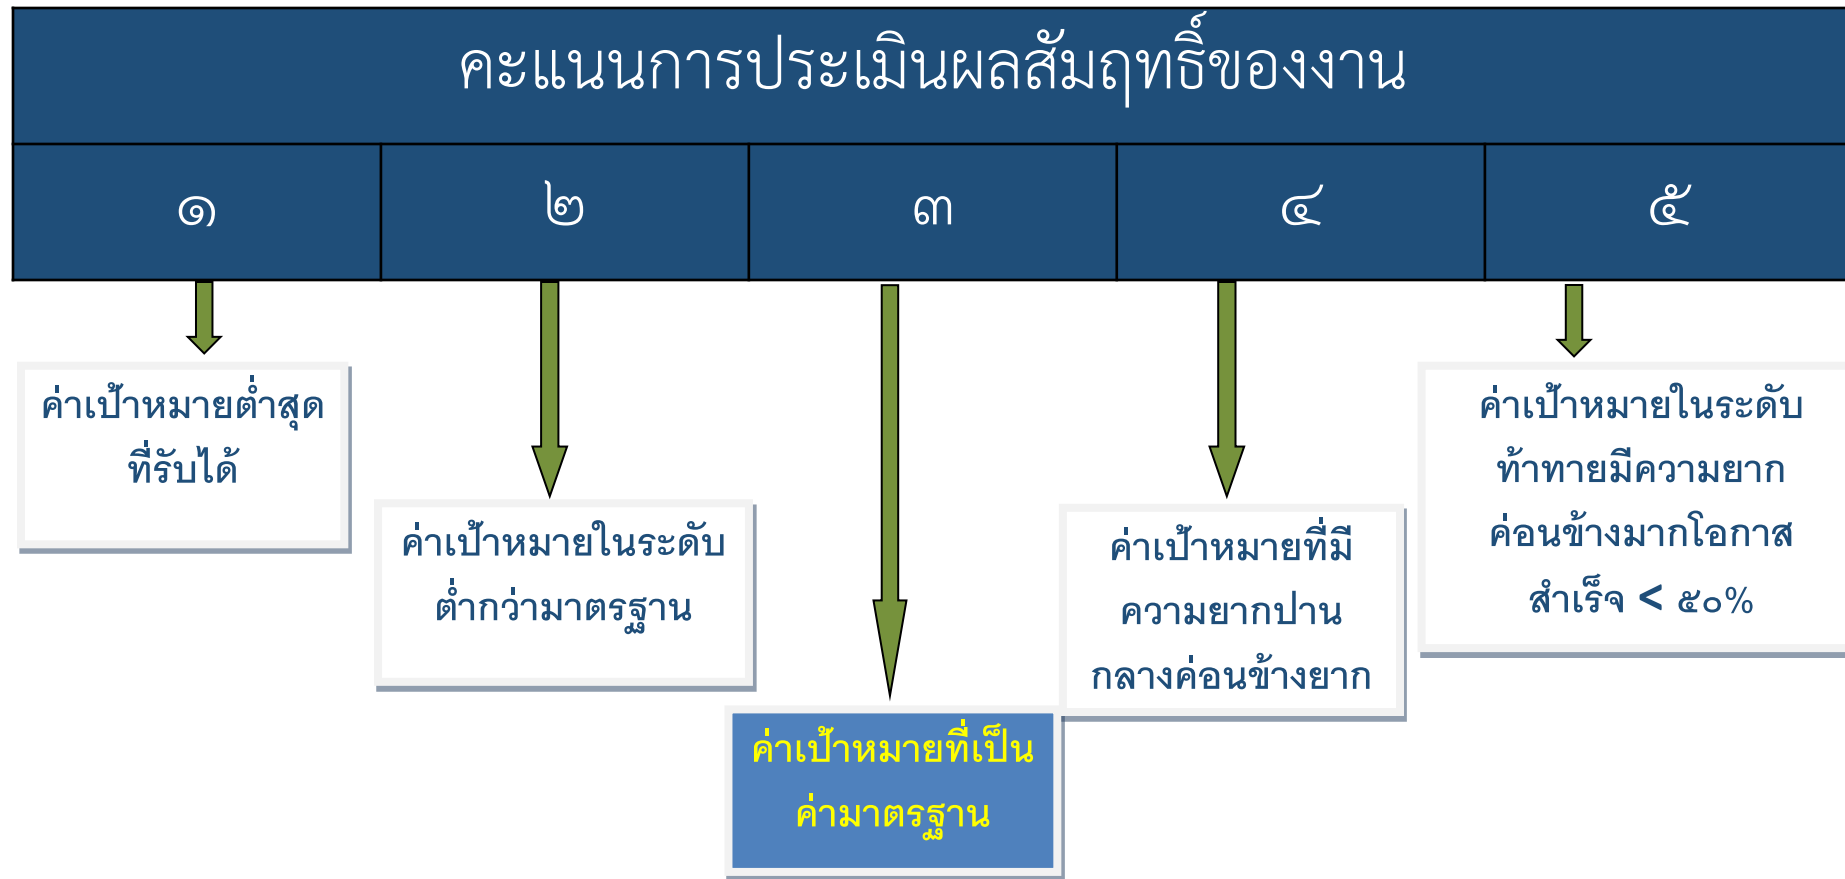 คะแนนการประเมินผลสัมฤทธิ์ของงาน
๑
๒
๓
๔
๕
ค่าเป้าหมายต่ำสุด
ที่รับได้
ค่าเป้าหมายในระดับ
ต่ำกว่ามาตรฐาน
ค่าเป้าหมายที่เป็น
ค่ามาตรฐาน
ค่าเป้าหมายที่มี
ความยากปาน
กลางค่อนข้างยาก
ค่าเป้าหมายในระดับ
ท้าทายมีความยาก
ค่อนข้างมากโอกาส
สำเร็จ < ๕๐%